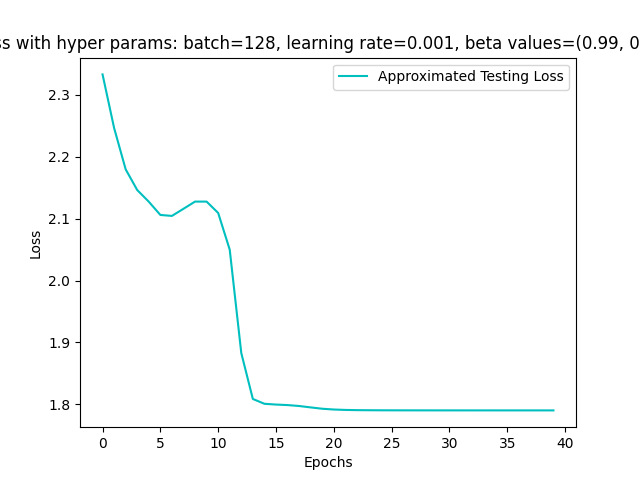 ss with hyper params: batch=128, learning rate=0.001, beta values=(0.99, 0
Approximated Testing Loss
2.3
2.2
2.1
2.0
1.9
1.8
Loss
0 5 10 15 20 25 30 35 40
Epochs